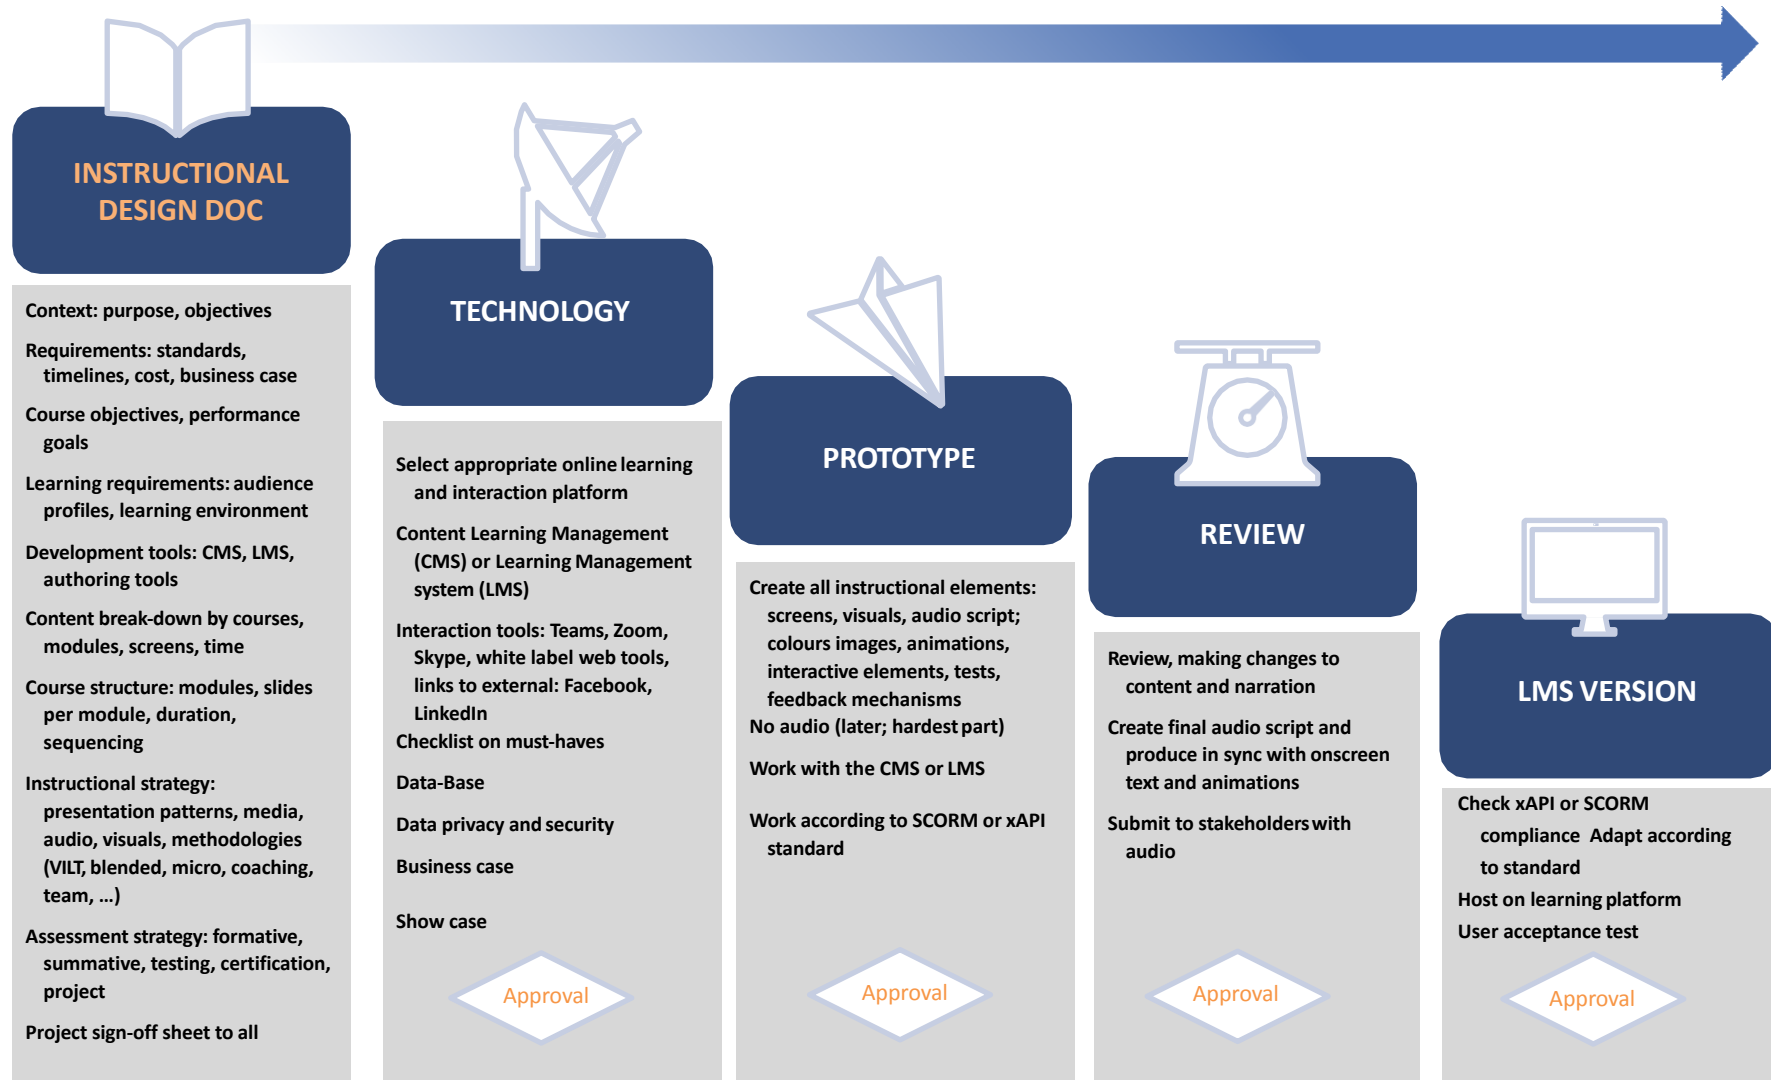 INSTRUCTIONAL
DESIGN DOC
Context: purpose, objectives
Requirements: standards,
timelines, cost, business case
Course objectives, performance
goals
Learning requirements: audience
profiles, learning environment
Development tools: CMS, LMS,
authoring tools
Content break-down by courses,
modules, screens, time
Course structure: modules, slides
per module, duration,
sequencing
Instructional strategy:
presentation patterns, media,
audio, visuals, methodologies
(VILT, blended, micro, coaching,
team, ...)
Assessment strategy: formative,
summative, testing, certification,
project
Project sign-off sheet to all
TECHNOLOGY
Select appropriate online learning
and interaction platform
Content Learning Management
(CMS) or Learning Management
system (LMS)
Interaction tools: Teams, Zoom,
Skype, white label web tools,
links to external: Facebook,
LinkedIn
Checklist on must-haves
Data-Base
Data privacy and security
Business case
Show case
Approval
PROTOTYPE
Create all instructional elements:
screens, visuals, audio script;
colours images, animations,
interactive elements, tests,
feedback mechanisms
No audio (later; hardest part)
Work with the CMS or LMS
Work according to SCORM or xAPI
standard
Approval
REVIEW
Review, making changes to
content and narration
Create final audio script and
produce in sync with onscreen
text and animations
Submit to stakeholders with
audio
Approval
LMS VERSION
Check xAPI or SCORM
compliance Adapt according
to standard
Host on learning platform
User acceptance test
Approval